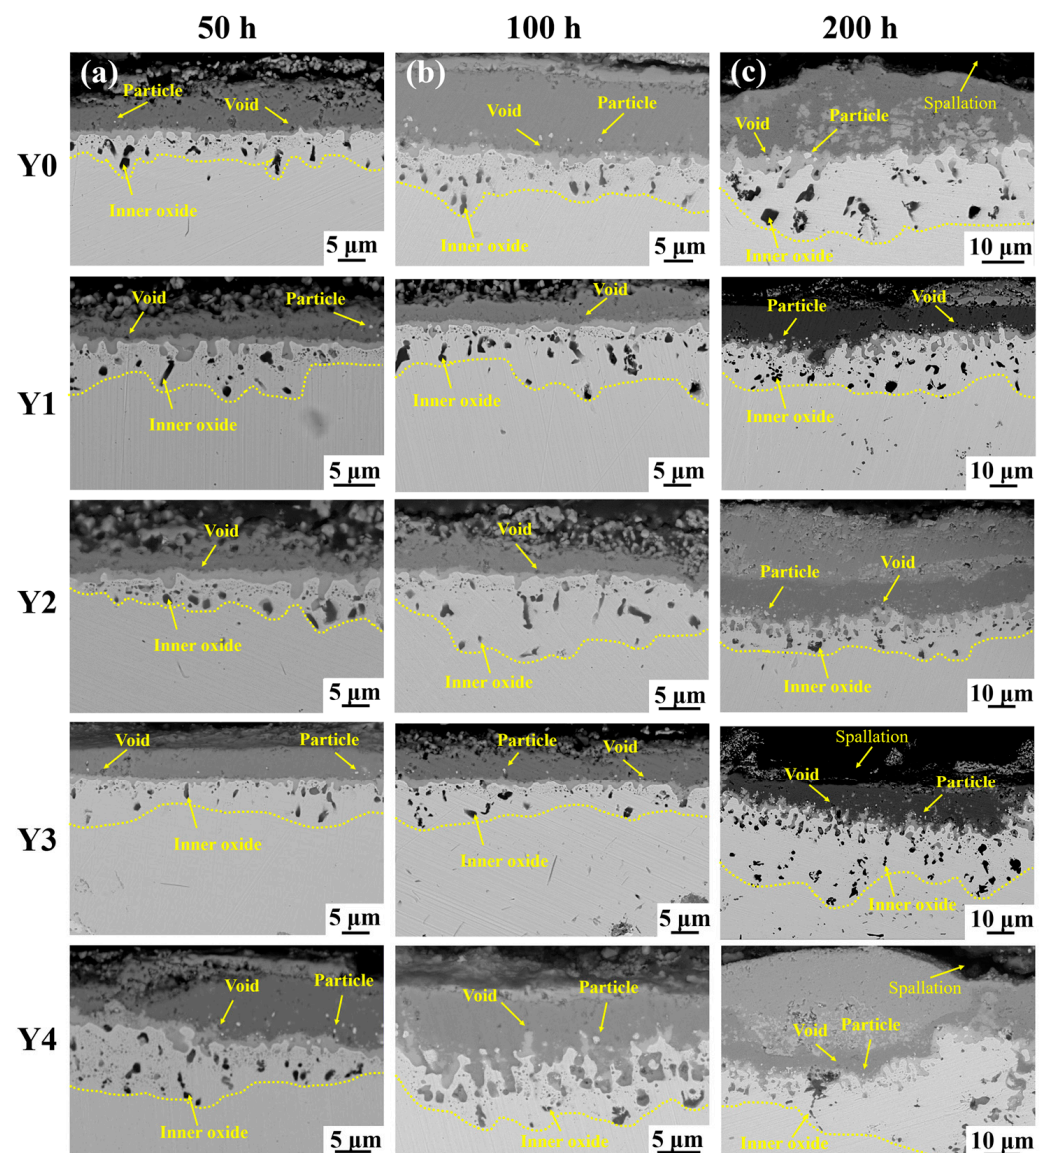 50 h 100 h 200 h
Y0
(a) Particle Void Inner oxide 5 μm
(b) Void Particle Inner oxide 5 μm
(c) Spallation Void Particle Inner oxide 10 μm
Y1
Void Particle Inner oxide 5 μm
Void Inner oxide 5 μm
Particle Void Inner oxide 10 μm
Y2
Void Inner oxide 5 μm
Void Inner oxide 5 μm
Particle Void Inner oxide 10 μm
Y3
Void Particle Inner oxide 5 μm
Particle Void Inner oxide 5 μm
Spallation Void Particle Inner oxide 10 μm
Y4
Void Particle Inner oxide 5 μm
Void Particle Inner oxide 5 μm
Spallation Void Particle Inner oxide 10 μm